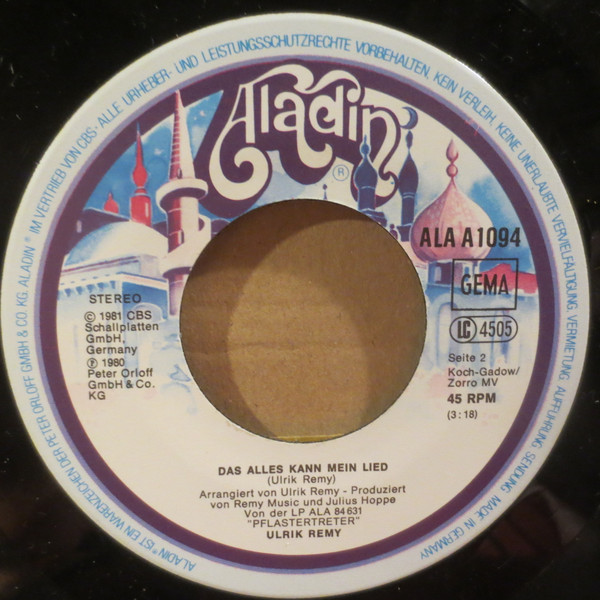 ALADIN® IST EIN WARENZEICHEN DER PETER ORLOFF GMBH & CO. KG. ALADIN® IM VERTRIEB VON CBS · ALLE URHEBER- UND LEISTUNGSSCHUTZRECHTE VORBEHALTEN. KEIN VERLEIH. KEINE UNERLAUBTE VERVIELFÄLTIGUNG, VERMIETUNG, AUFFÜHRUNG, SENDUNG. MADE IN GERMANY
Aladin
®
ALA A1094
GEMA
LC 4505
STEREO
© 1981 CBS
Schallplatten
GmbH,
Germany
℗ 1980
Peter Orloff
GmbH & Co.
KG
Seite 2
Koch-Gadow/
Zorro MV
45 RPM
(3:18)
DAS ALLES KANN MEIN LIED
(Ulrik Remy)
Arrangiert von Ulrik Remy - Produziert
von Remy Music und Julius Hoppe
Von der LP ALA 84 631
"PFLASTERTRETER"
ULRIK REMY